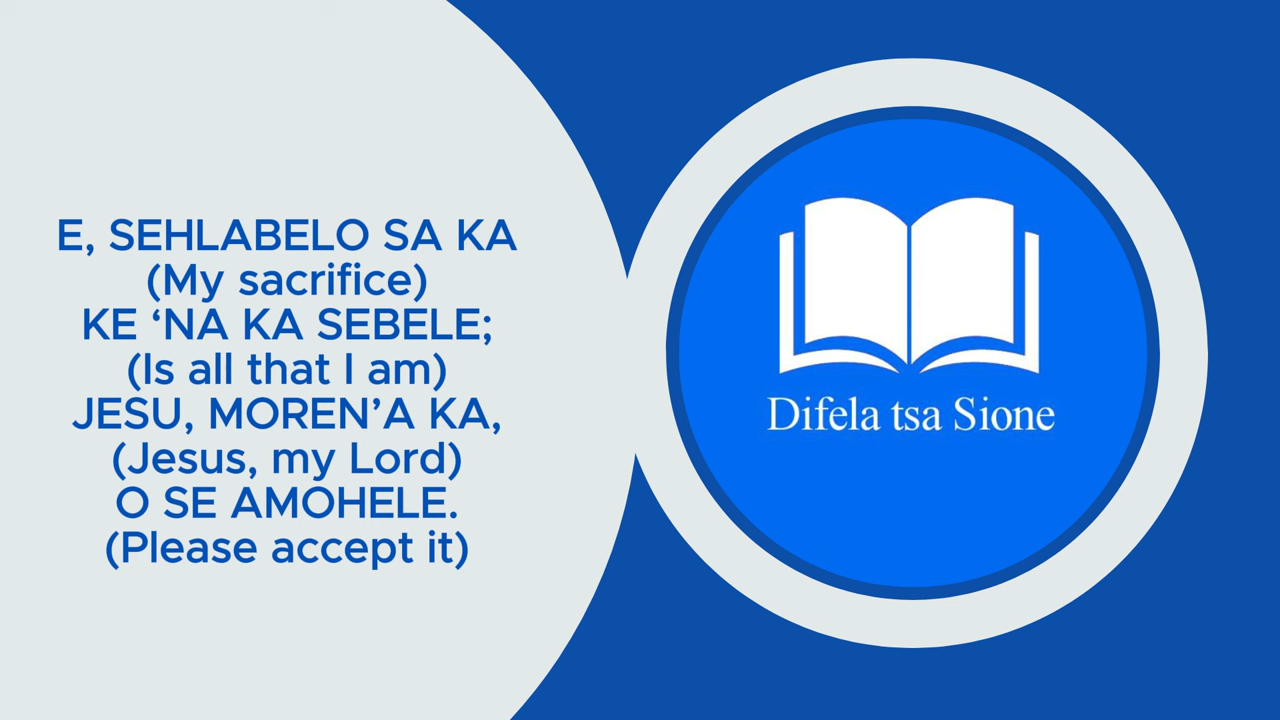 E, SEHLABELO SA KA
(My sacrifice)
KE ‘NA KA SEBELE;
(Is all that I am)
JESU, MOREN’A KA,
(Jesus, my Lord)
O SE AMOHELE.
(Please accept it)
Difela tsa Sione